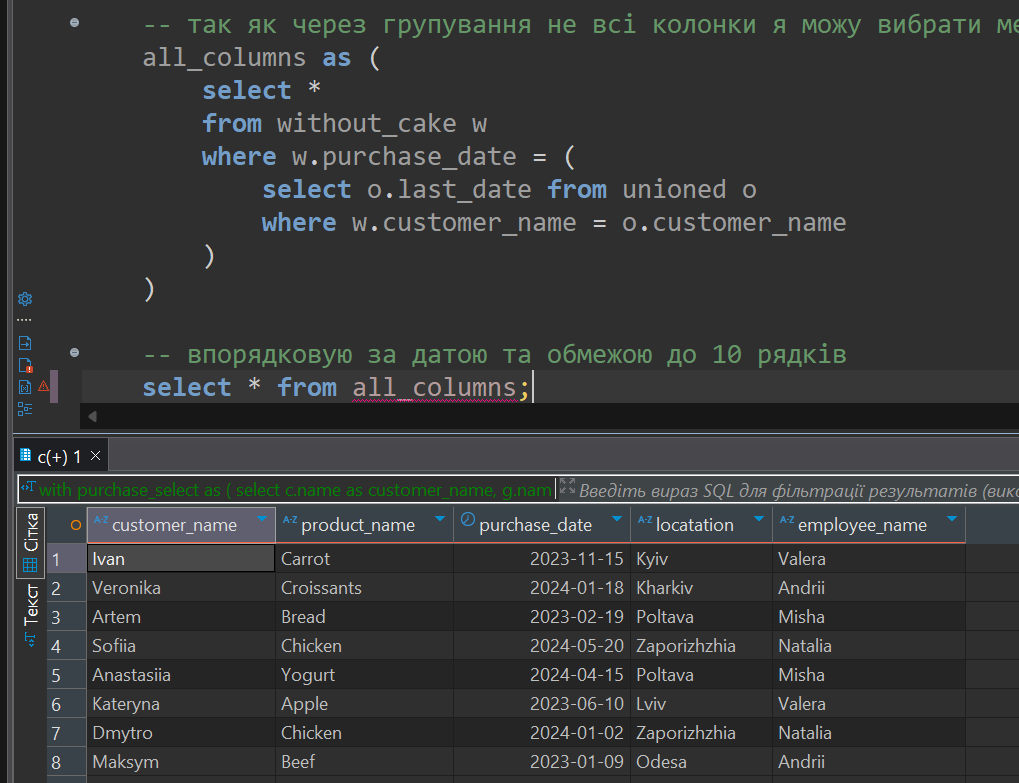 -- так як через групування не всі колонки я можу вибрати
all_columns as (
select *
from without_cake w
where w.purchase_date = (
select o.last_date from unioned o
where w.customer_name = o.customer_name
)
)
-- впорядковую за датою та обмежою до 10 рядків
select * from all_columns;
c(+) 1
with purchase_select as ( select c.name as customer_name, g.nam
Введіть вираз SQL для фільтрації результатів
Сітка
Текст
customer_name product_name purchase_date locatation employee_name
1 Ivan Carrot 2023-11-15 Kyiv Valera
2 Veronika Croissants 2024-01-18 Kharkiv Andrii
3 Artem Bread 2023-02-19 Poltava Misha
4 Sofiia Chicken 2024-05-20 Zaporizhzhia Natalia
5 Anastasiia Yogurt 2024-04-15 Poltava Misha
6 Kateryna Apple 2023-06-10 Lviv Valera
7 Dmytro Chicken 2024-01-02 Zaporizhzhia Natalia
8 Maksym Beef 2023-01-09 Odesa Andrii